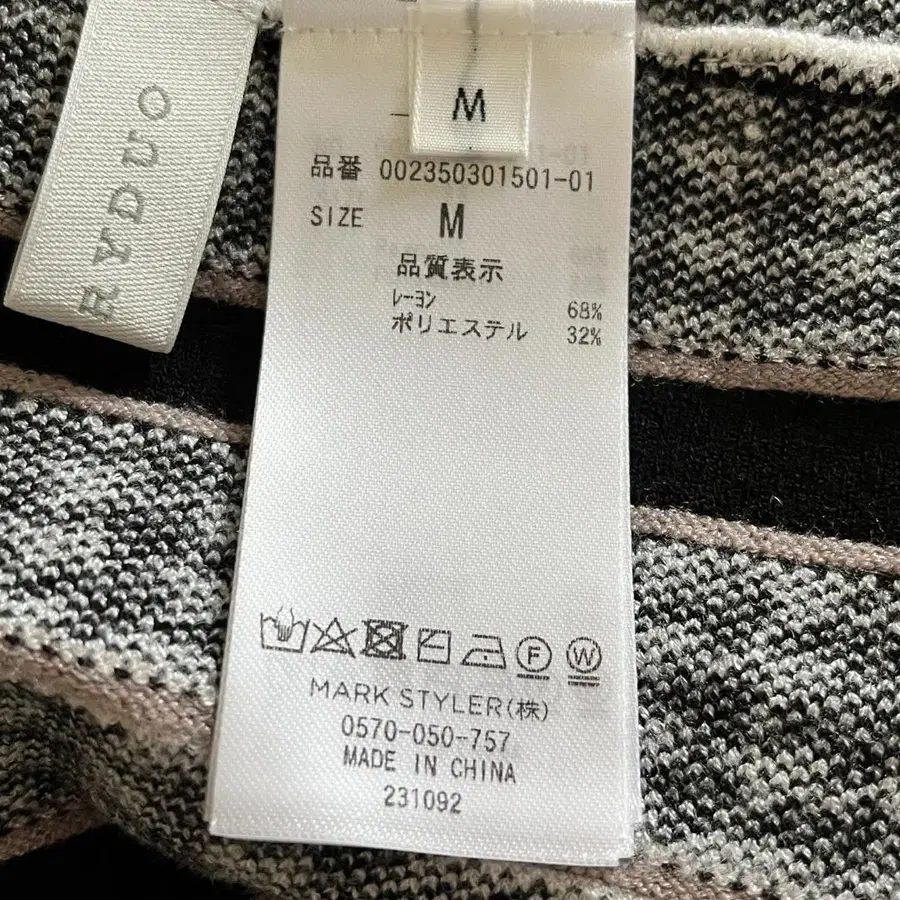 RYDUO
M
品番 002350301501-01
SIZE M
品質表示
レーヨン 68%
ポリエステル 32%
F
W
MARK STYLER(株)
0570-050-757
MADE IN CHINA
231092